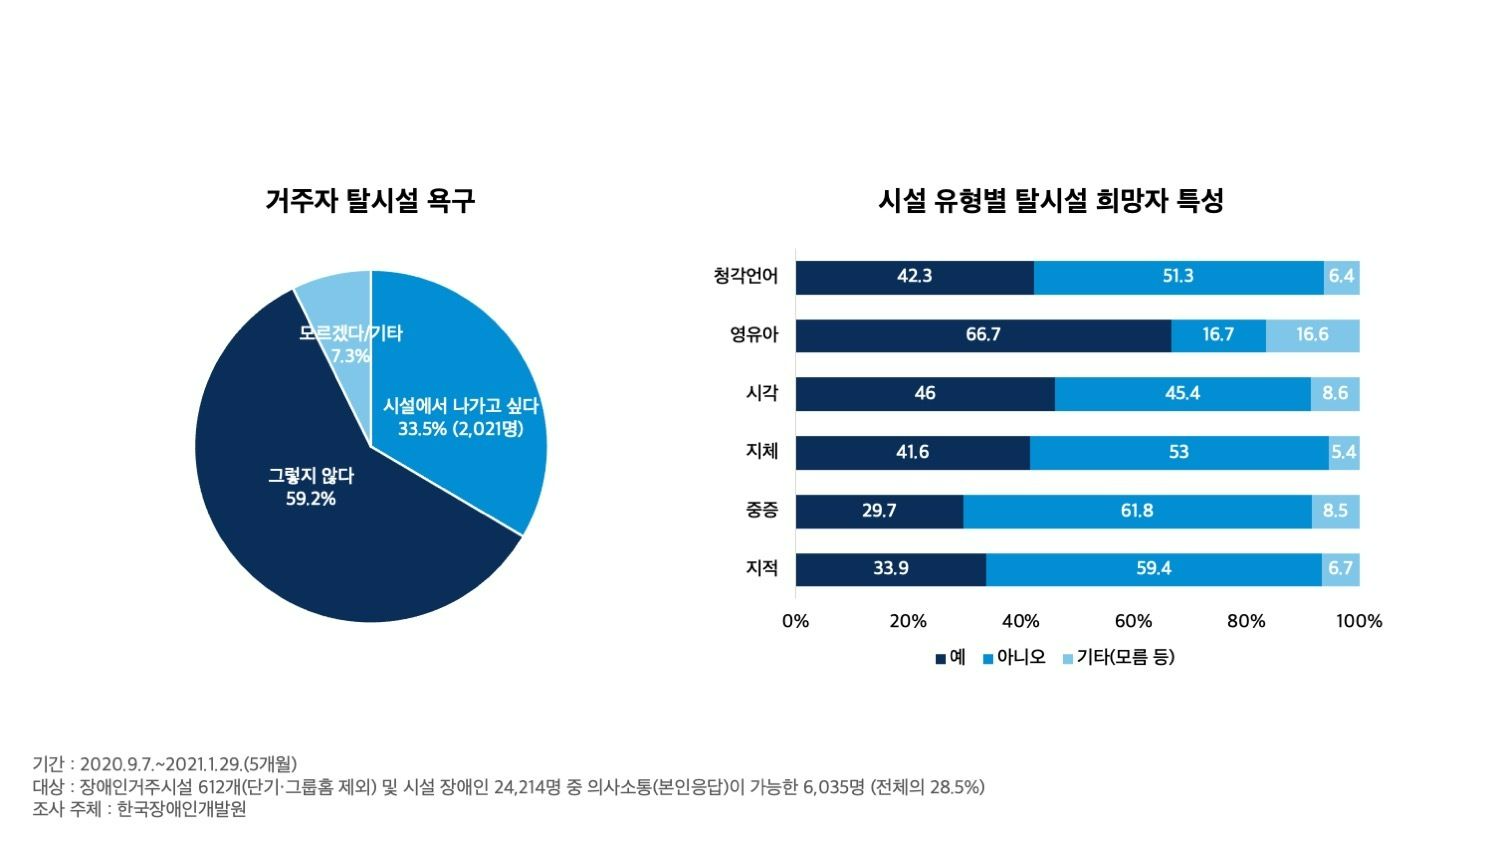 거주자 탈시설 욕구
모르겠다/기타
7.3%
시설에서 나가고 싶다
33.5% (2,021명)
그렇지 않다
59.2%
시설 유형별 탈시설 희망자 특성
청각언어 42.3 51.3 6.4
영유아 66.7 16.7 16.6
시각 46 45.4 8.6
지체 41.6 53 5.4
중증 29.7 61.8 8.5
지적 33.9 59.4 6.7
0% 20% 40% 60% 80% 100%
예 아니오 기타(모름 등)
기간 : 2020.9.7.~2021.1.29.(5개월)
대상 : 장애인거주시설 612개(단기·그룹홈 제외) 및 시설 장애인 24,214명 중 의사소통(본인응답)이 가능한 6,035명 (전체의 28.5%)
조사 주체 : 한국장애인개발원